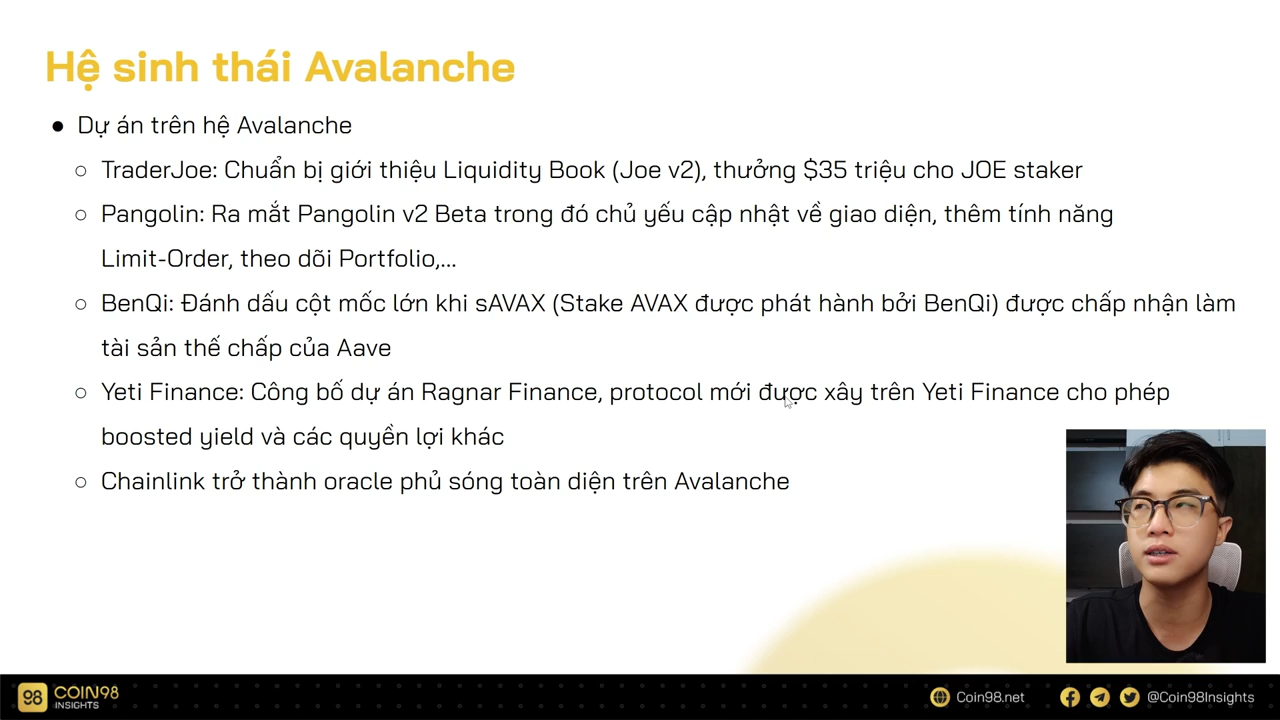 Hệ sinh thái Avalanche
● Dự án trên hệ Avalanche
○ TraderJoe: Chuẩn bị giới thiệu Liquidity Book (Joe v2), thưởng $35 triệu cho JOE staker
○ Pangolin: Ra mắt Pangolin v2 Beta trong đó chủ yếu cập nhật về giao diện, thêm tính năng
Limit-Order, theo dõi Portfolio,...
○ BenQi: Đánh dấu cột mốc lớn khi sAVAX (Stake AVAX được phát hành bởi BenQi) được chấp nhận làm
tài sản thế chấp của Aave
○ Yeti Finance: Công bố dự án Ragnar Finance, protocol mới được xây trên Yeti Finance cho phép
boosted yield và các quyền lợi khác
○ Chainlink trở thành oracle phủ sóng toàn diện trên Avalanche
98 COIN98
INSIGHTS
Coin98.net
@Coin98Insights